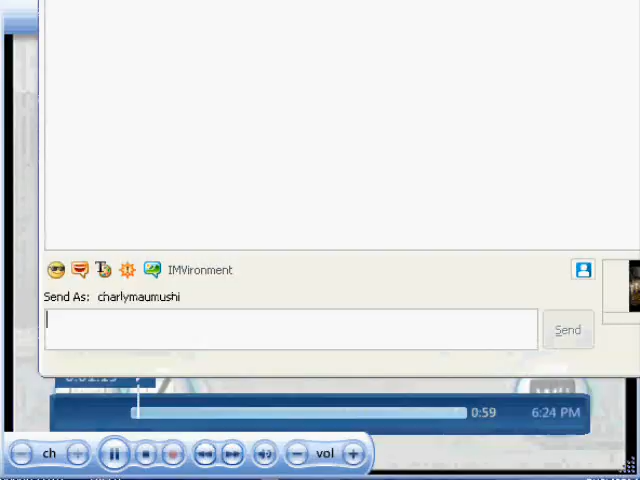 IMVironment
Send As: charlymaumushi
Send
0:59 6:24 PM
ch vol